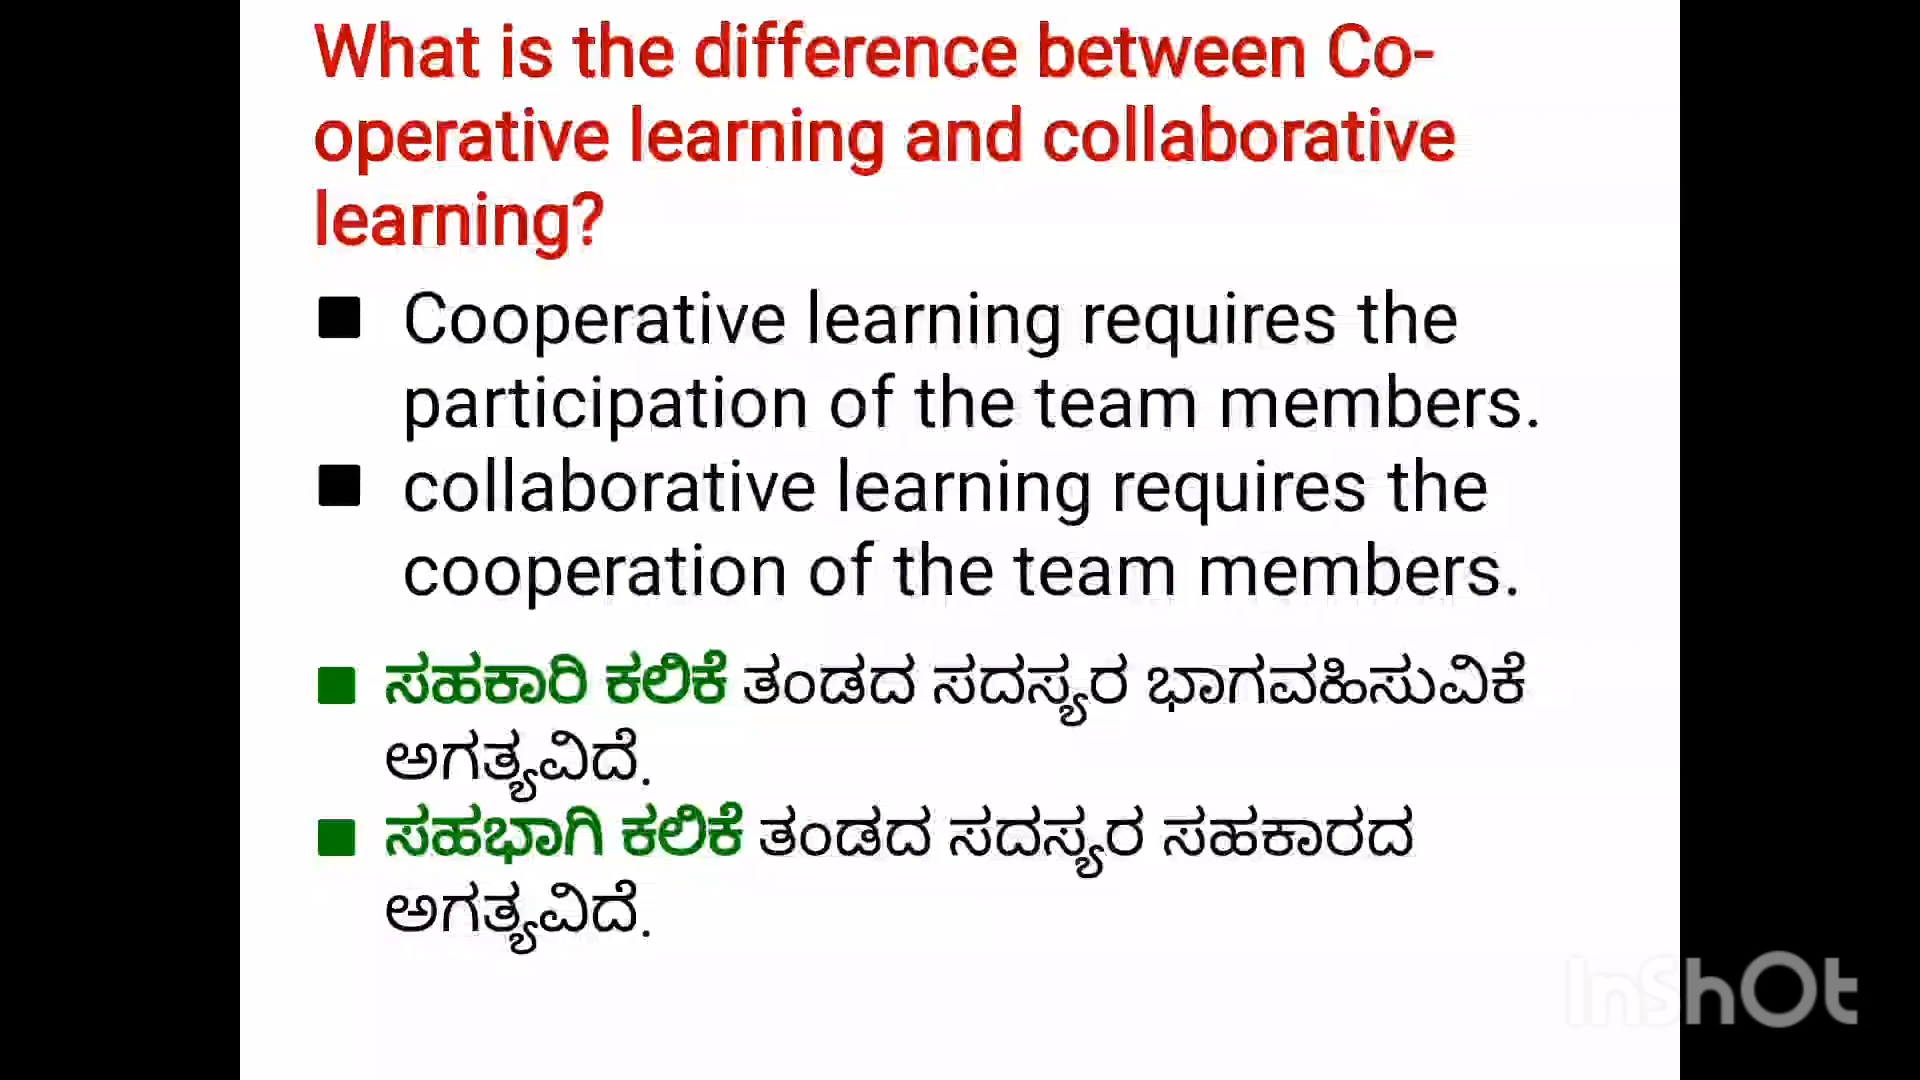 What is the difference between Co-
operative learning and collaborative
learning?
■ Cooperative learning requires the
participation of the team members.
■ collaborative learning requires the
cooperation of the team members.
■ ಸಹಕಾರಿ ಕಲಿಕೆ ತಂಡದ ಸದಸ್ಯರ ಭಾಗವಹಿಸುವಿಕೆ
ಅಗತ್ಯವಿದೆ.
■ ಸಹಭಾಗಿ ಕಲಿಕೆ ತಂಡದ ಸದಸ್ಯರ ಸಹಕಾರದ
ಅಗತ್ಯವಿದೆ.
InShOt